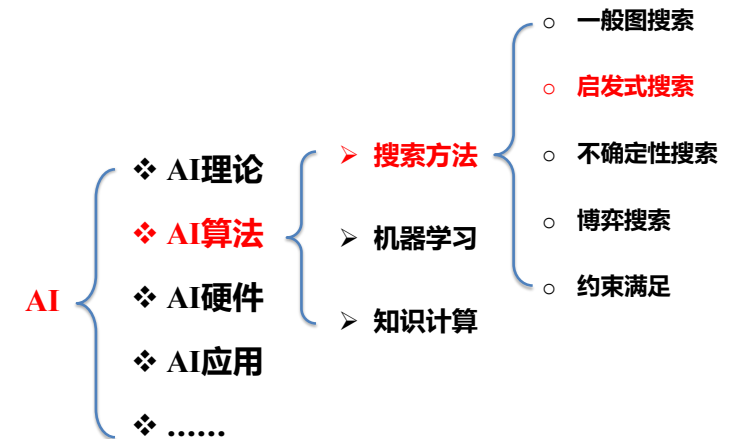 AI
AI理论
AI算法
AI硬件
AI应用
......
搜索方法
机器学习
知识计算
一般图搜索
启发式搜索
不确定性搜索
博弈搜索
约束满足